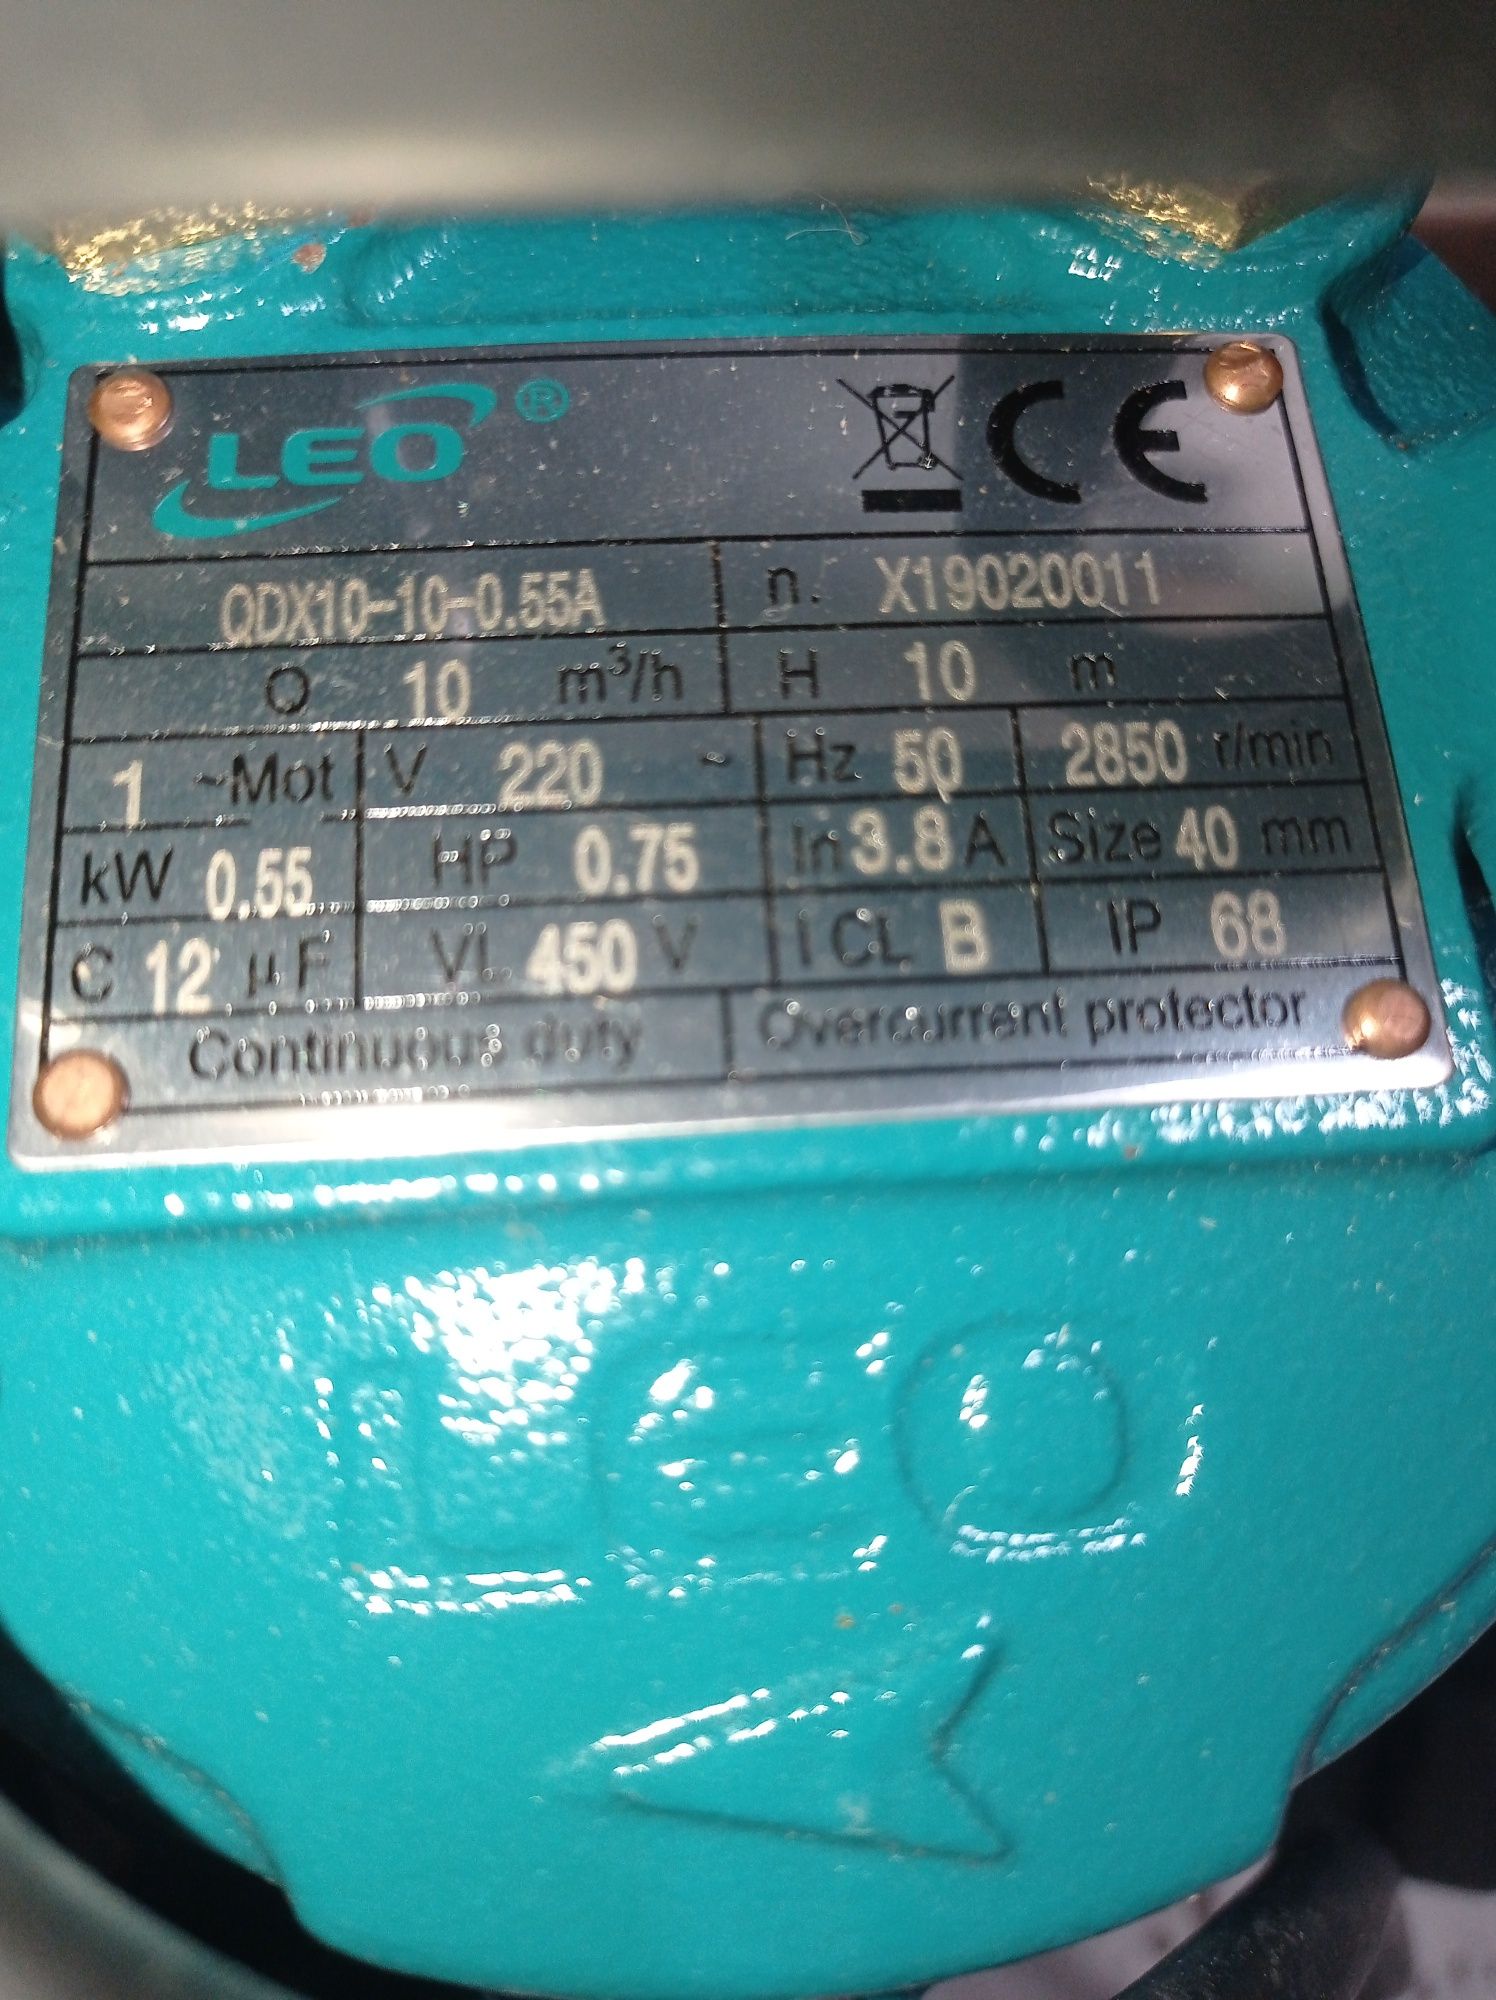 LEO ®
QDX10-10-0.55A n. X19020011
Q 10 m³/h H 10 m
1 ~Mot V 220 ~ Hz 50 2850 r/min
kW 0.55 HP 0.75 In 3.8 A Size 40 mm
C 12 µF VL 450 V I CL B IP 68
Continuous duty Overcurrent protector
LEO